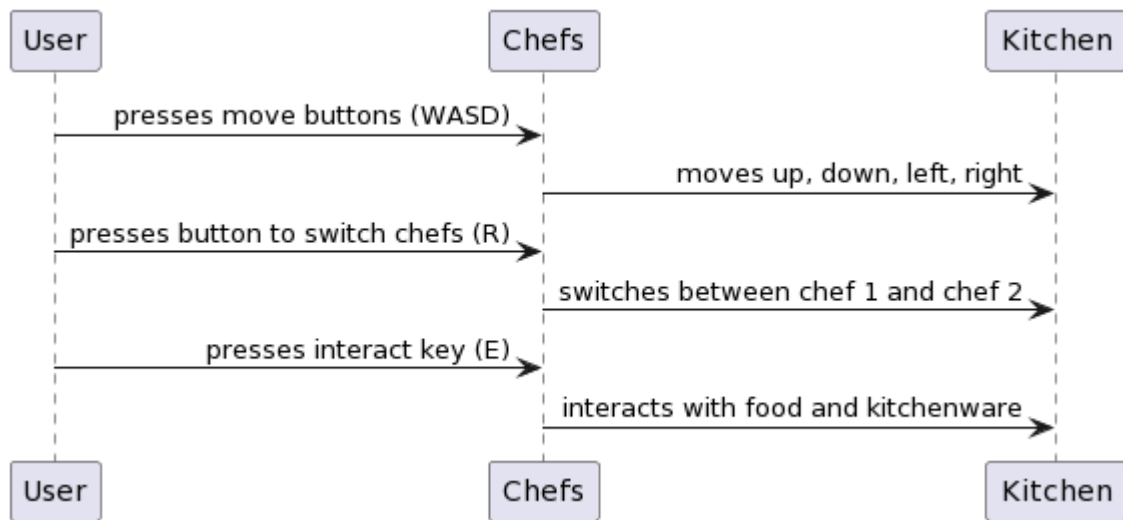 User Chefs Kitchen
presses move buttons (WASD)
moves up, down, left, right
presses button to switch chefs (R)
switches between chef 1 and chef 2
presses interact key (E)
interacts with food and kitchenware
User Chefs Kitchen